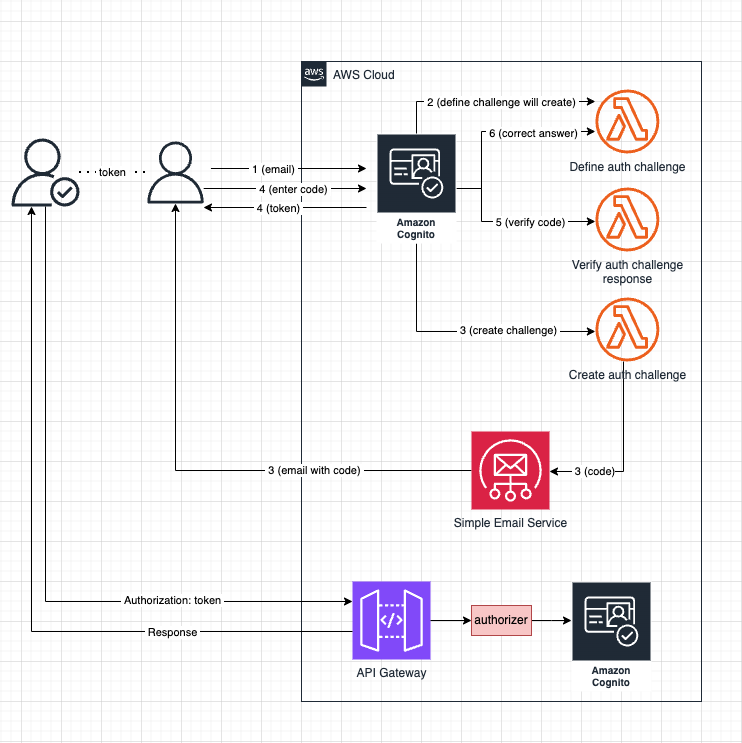 aws
AWS Cloud
2 (define challenge will create)
6 (correct answer)
Define auth challenge
token
1 (email)
4 (enter code)
4 (token)
Amazon
Cognito
5 (verify code)
Verify auth challenge
response
3 (create challenge)
Create auth challenge
3 (email with code)
3 (code)
Simple Email Service
Authorization: token
Response
</>
API Gateway
authorizer
Amazon
Cognito